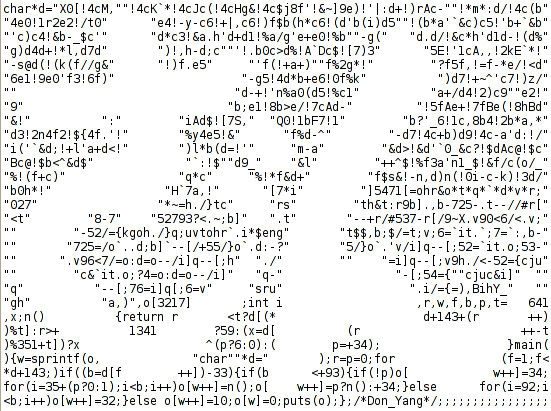 char*d="X0[!4cM,""!4cK`*!4cJc(!4cHg&!4c$j8f'!&~]9e)!'|:d+!)rAc-""!*m*:d/!4c(b
"4e0!1r2e2!/t0" "e4!-y-c6!+|,c6!)f$b(h*c6!(d'b(i)d5""!(b*a'`&c)c5!'b+`&b
"'c)c4!&b-_$c'" "d*c3!&a.h'd+d1!%a/g'e+e0!%b""-g(" "d.d/!&c*h'd1d-!(d%
"g)d4d+!*l,d7d" ")!,h-d;c""'!.b0c>d%!A`Dc$![7)3" "5E!'1cA,,!2kE`*!"
"-s@d(!(k(f//g&" "!)f.e5" "'f(!+a+)""f%2g*!" "?f5f,!=f-*e/!<d"
"6e1!9e0'f3!6f)" "-g5!4d*b+e6!0f%k" ")d7!+~^'c7!)z/"
"" "d-+!'n%a0(d5!%c1" "a+/d4!2)c9""e2!"
"9" "b;e1!8b>e/!7cAd-" "!5fAe+!7fBe(!8hBd"
"&!" ":" "iAd$![7S," "Q0!1bF7!1" "b?'_6!1c,8b4!2b*a,*"
"d3!2n4f2!${4f.'!" "%y4e5!&" "f%d-^" "-d7!4c+b)d9!4c-a'd:!/"
"i('`&d;!+l'a+d<!" ")l*b(d=!'" "m-a" "&d>!&d'`0_&c?!$dAc@!$c"
"Bc@!$b<^&d$" "`:!$""d9_" "&l" "++^$!%f3a'n1_$!&f/c(o/_"
"%!(f+c)" "q*c" "%!*f&d+" "f$s&!-n,d)n(!0i-c-k)!3d/"
"b0h*!" "H`7a,!" "[7*i" "]5471[=ohr&o*t*q*`*d*v*r;"
"027" "*~=h./}tc" "rs" "th&t:r9b].,b-725-.t--//#r["
"<t" "8-7" "52793?<.~;b]" ".t" "--+r/#537-r[/9~X.v90<6/<.v;"
"" "-52/={kgoh./}q;uvtohr`.i*$eng" "t$$,b;$/=t;v;6=`it.`;7=`:,b-"
"" "725=/o`..d;b]`--[/+55/}o`.d:-?" "5/}o`.'v/i]q--[;52=`it.o;53-"
"" ".v96<7/=o:d=o--/i]q--[;h" "./" "" "=i]q--[;v9h./<-52={cju"
"" "c&`it.o;?4=o:d=o--/i]" "q-" "-[;54={""cjuc&i]" ""
"q" "--[;76=i]q[;6=v" "sru" ".i/={=),BihY_" ""
"gh" "a,)",o[3217] ;int i ,r,w,f,b,p,t= 641
,x;n() {return r <t?d[(* d+143+(r ++)
)%t]:r>+ 1341 ?59:(x=d[ (r ++-t
)%351+t])?x ^(p?6:0):( p=+34); }main(
){w=sprintf(o, "char""*d="  );r=p=0;for (f=1;f<
*d+143;)if((b=d[f ++])-33){if(b <+93){if(!p)o[ w++]=34;
for(i=35+(p?0:1);i<b;i++)o[w++]=n();o[ w++]=p?n():+34;}else for(i=92;i
<b;i++)o[w++]=32;}else o[w++]=10;o[w]=0;puts(o);};/*Don_Yang*/;;;;;;;;;;;;;;;